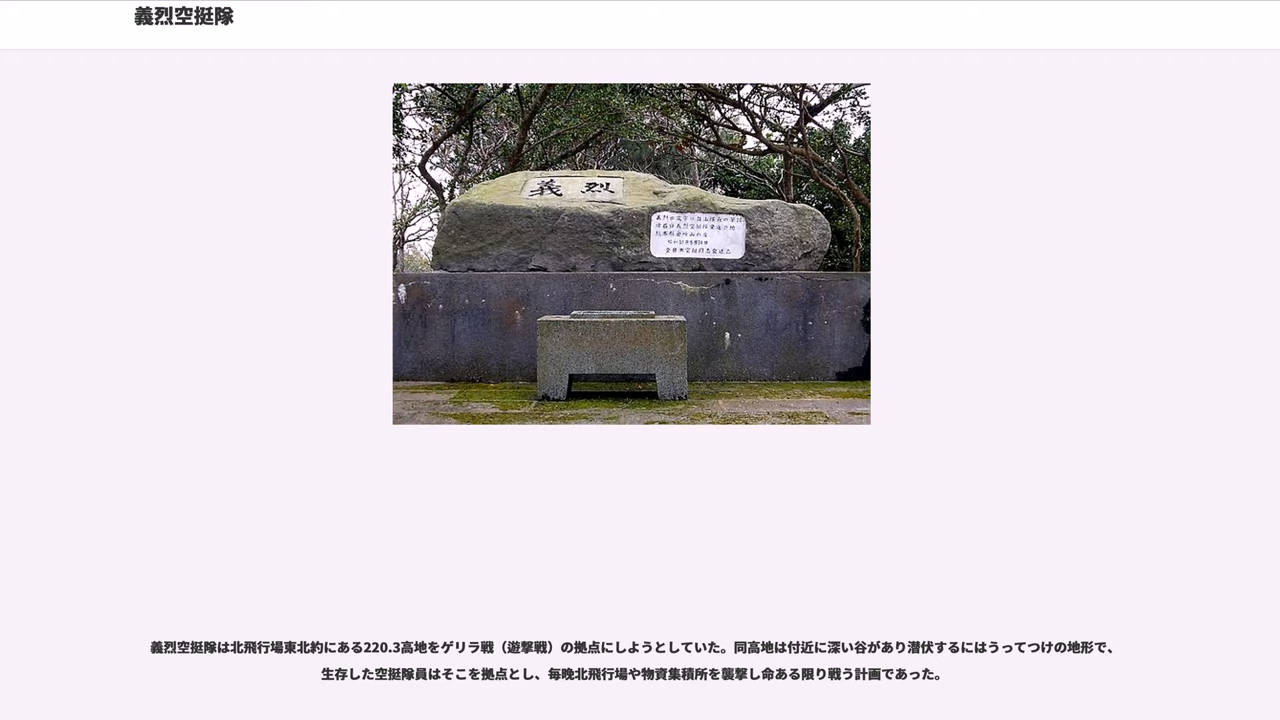 義烈空挺隊
義烈
義烈空挺隊は北飛行場東北約にある220.3高地をゲリラ戦（遊撃戦）の拠点にしようとしていた。同高地は付近に深い谷があり潜伏するにはうってつけの地形で、
生存した空挺隊員はそこを拠点とし、毎晩北飛行場や物資集積所を襲撃し命ある限り戦う計画であった。